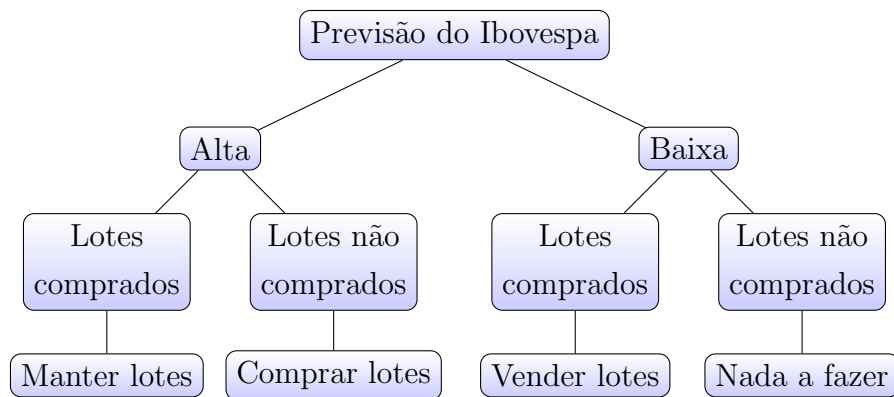 Previsão do Ibovespa
Alta
Baixa
Lotes
comprados
Lotes não
comprados
Lotes
comprados
Lotes não
comprados
Manter lotes
Comprar lotes
Vender lotes
Nada a fazer